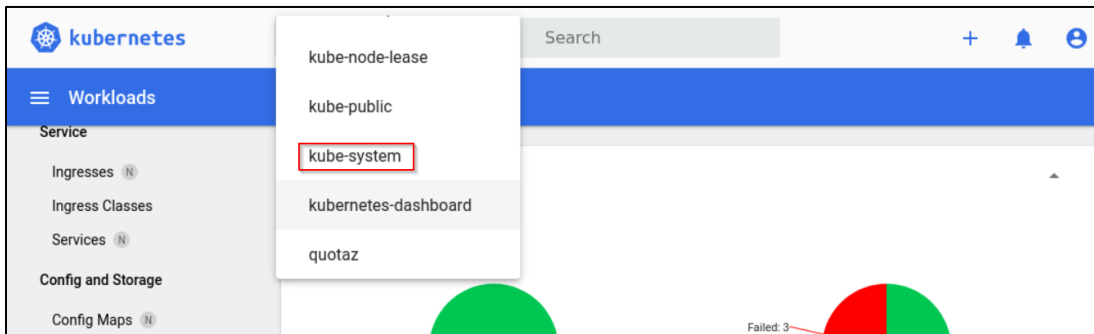 kubernetes
Search
Workloads
kube-node-lease
kube-public
kube-system
kubernetes-dashboard
quotaz
Service
Ingresses N
Ingress Classes
Services N
Config and Storage
Config Maps N
Failed: 3